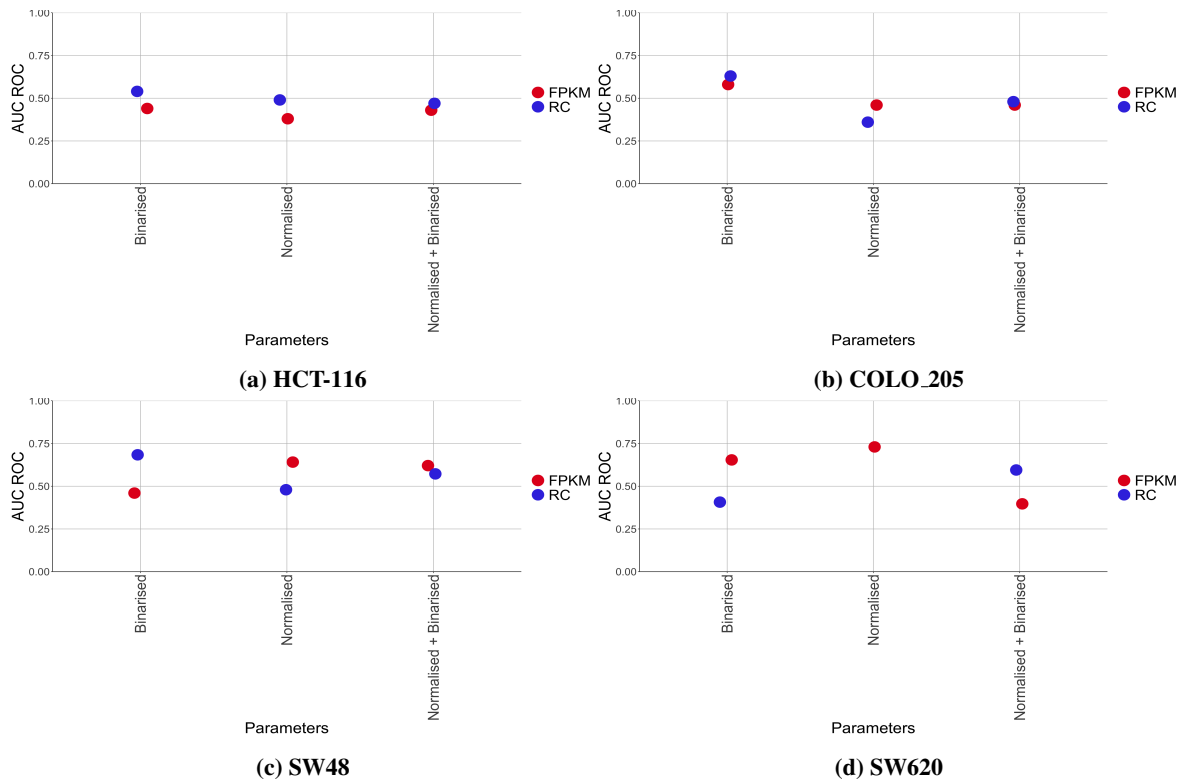 1.00
0.75
0.50
0.25
0.00
AUC ROC
Binarised
Normalised
Normalised + Binarised
Parameters
FPKM
RC
(a) HCT-116
1.00
0.75
0.50
0.25
0.00
AUC ROC
Binarised
Normalised
Normalised + Binarised
Parameters
FPKM
RC
(b) COLO_205
1.00
0.75
0.50
0.25
0.00
AUC ROC
Binarised
Normalised
Normalised + Binarised
Parameters
FPKM
RC
(c) SW48
1.00
0.75
0.50
0.25
0.00
AUC ROC
Binarised
Normalised
Normalised + Binarised
Parameters
FPKM
RC
(d) SW620